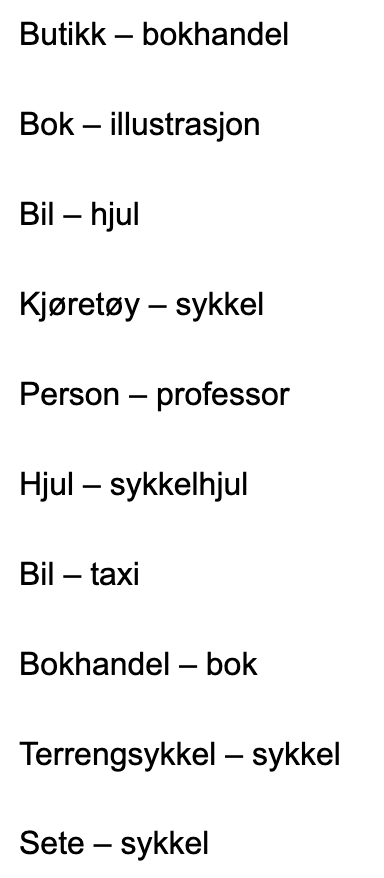 Butikk – bokhandel
Bok – illustrasjon
Bil – hjul
Kjøretøy – sykkel
Person – professor
Hjul – sykkelhjul
Bil – taxi
Bokhandel – bok
Terrengsykkel – sykkel
Sete – sykkel